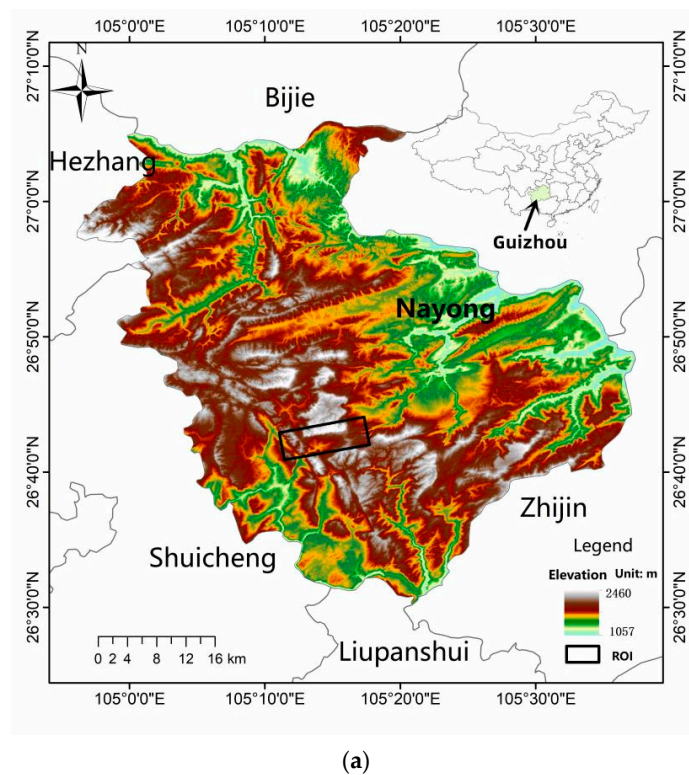 105°0'0"E 105°10'0"E 105°20'0"E 105°30'0"E
27°10'0"N 27°10'0"N
N
Bijie
Hezhang
27°0'0"N 27°0'0"N
Guizhou
Nayong
26°50'0"N 26°50'0"N
26°40'0"N 26°40'0"N
Zhijin
Shuicheng
Legend
Elevation Unit: m
2460
1057
26°30'0"N 26°30'0"N
ROI
Liupanshui
0 2 4 8 12 16 km
105°0'0"E 105°10'0"E 105°20'0"E 105°30'0"E
(a)